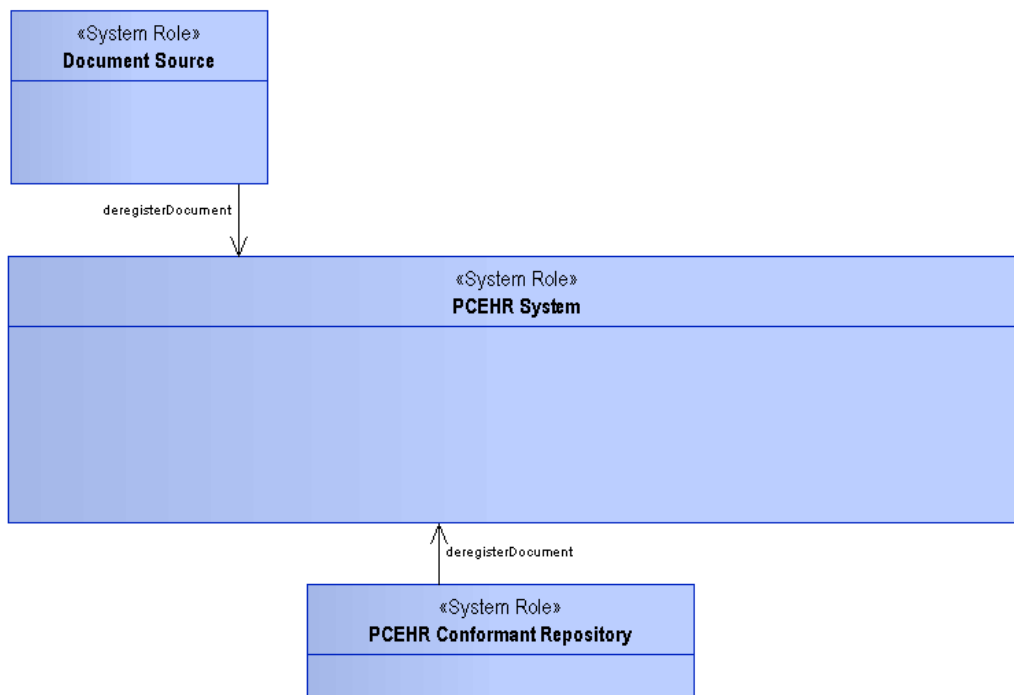 «System Role»
Document Source
deregisterDocument
«System Role»
PCEHR System
deregisterDocument
«System Role»
PCEHR Conformant Repository